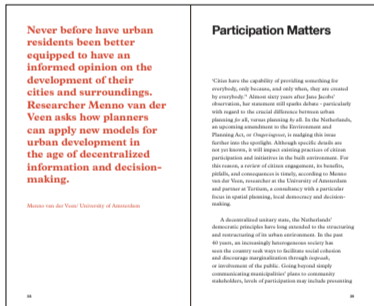 Never before have urban
residents been better
equipped to have an
informed opinion on the
development of their
cities and surroundings.
Researcher Menno van der
Veen asks how planners
can apply new models for
urban development in
the age of decentralized
information and decision-
making.
Menno van der Veen/ University of Amsterdam
Participation Matters
'Cities have the capability of providing something for
everybody, only because, and only when, they are created
by everybody.' Almost sixty years after Jane Jacobs'
observation, her statement still sparks debate - particularly
with regard to the crucial difference between urban
planning for all, versus planning by all. In the Netherlands,
an upcoming amendment to the Environment and
Planning Act, or Omgevingswet, is nudging this issue
further into the spotlight. Although specific details are
not yet known, it will impact existing practices of citizen
participation and initiatives in the built environment. For
this reason, a review of citizen engagement, its benefits,
pitfalls, and consequences is timely, according to Menno
van der Veen, researcher at the University of Amsterdam
and partner at Tertium, a consultancy with a particular
focus in spatial planning, local democracy and decision-
making.
A decentralized unitary state, the Netherlands'
democratic principles have long extended to the structuring
and restructuring of its urban environment. In the past
40 years, an increasingly heterogeneous society has
seen the country seek ways to facilitate social cohesion
and discourage marginalization through inspraak,
or involvement of the public. Going beyond simply
communicating municipalities' plans to community
stakeholders, levels of participation may include presenting